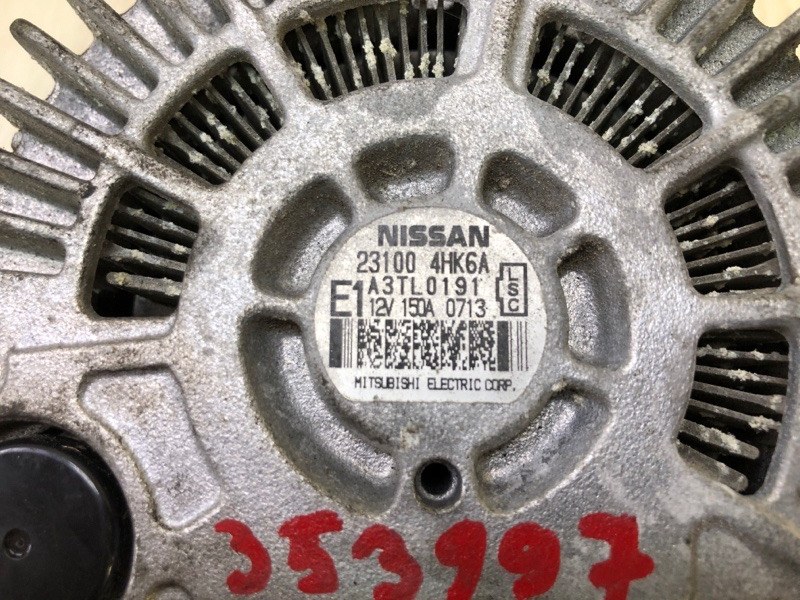 NISSAN
23100 4HK6A
A3TL0191
E1 12V 150A 0713
LSC
MITSUBISHI ELECTRIC CORP.
353997